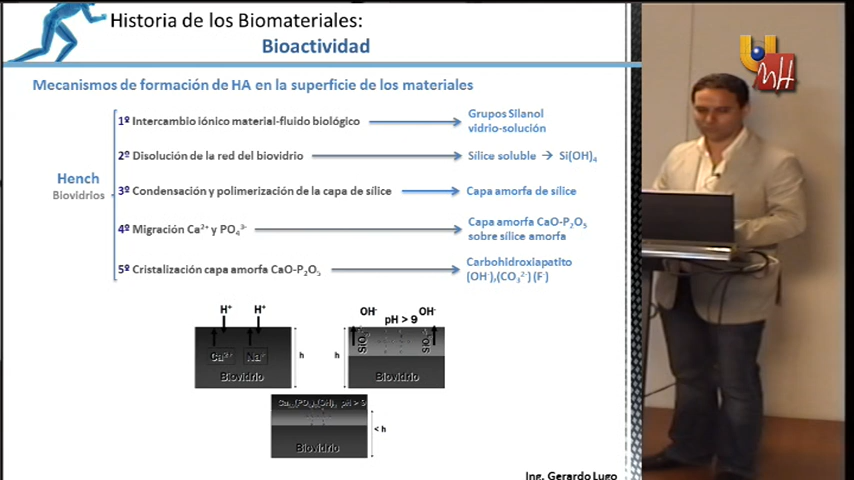 Historia de los Biomateriales:
Bioactividad
Mecanismos de formación de HA en la superficie de los materiales
Hench
Biovidrios
1º Intercambio iónico material-fluido biológico
Grupos Silanol
vidrio-solución
2º Disolución de la red del biovidrio
Sílice soluble → Si(OH)₄
3º Condensación y polimerización de la capa de sílice
Capa amorfa de sílice
4º Migración Ca²⁺ y PO₄³⁻
Capa amorfa CaO-P₂O₅
sobre sílice amorfa
5º Cristalización capa amorfa CaO-P₂O₅
Carbohidroxiapatito
(OH⁻),(CO₃²⁻) (F⁻)
H⁺ H⁺
Ca²⁺ Na⁺
Biovidrio
h
OH⁻ OH⁻
pH > 9
h
Biovidrio
pH > 9
< h
Biovidrio
Ing. Gerardo Lugo